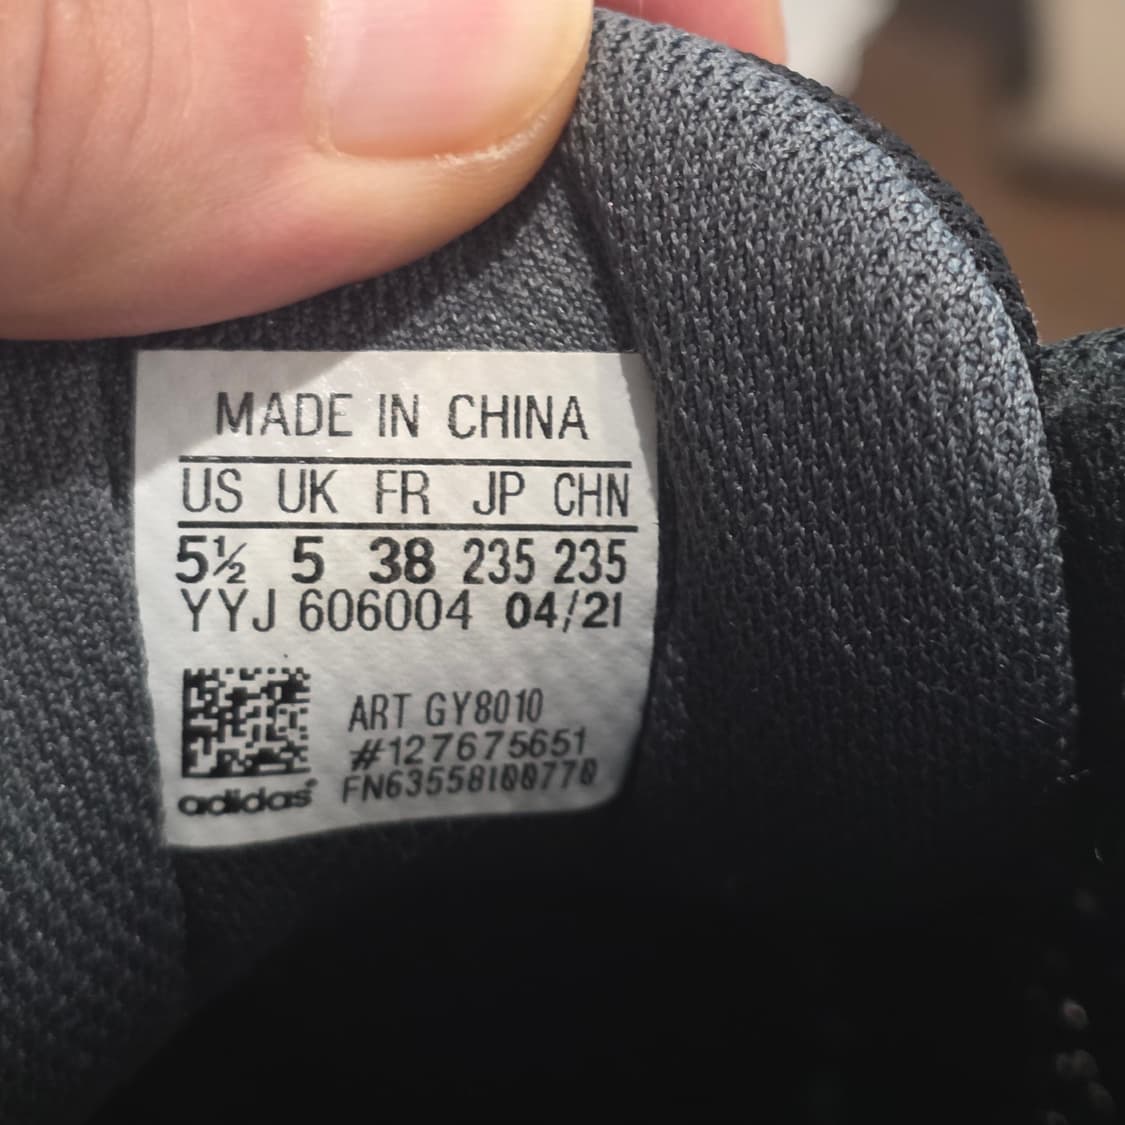 MADE IN CHINA
US UK FR JP CHN
5½ 5 38 235 235
YYJ 606004 04/21
ART GY8010
#127675651
FN63558100770
adidas